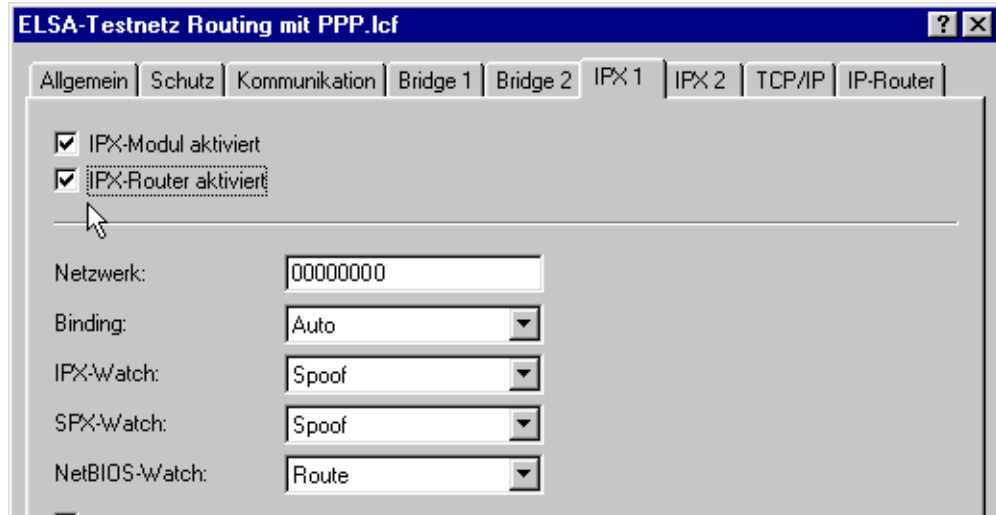 ELSA-Testnetz Routing mit PPP.lcf
Allgemein Schutz Kommunikation Bridge 1 Bridge 2 IPX 1 IPX 2 TCP/IP IP-Router
IPX-Modul aktiviert
IPX-Router aktiviert
Netzwerk: 00000000
Binding: Auto
IPX-Watch: Spoof
SPX-Watch: Spoof
NetBIOS-Watch: Route